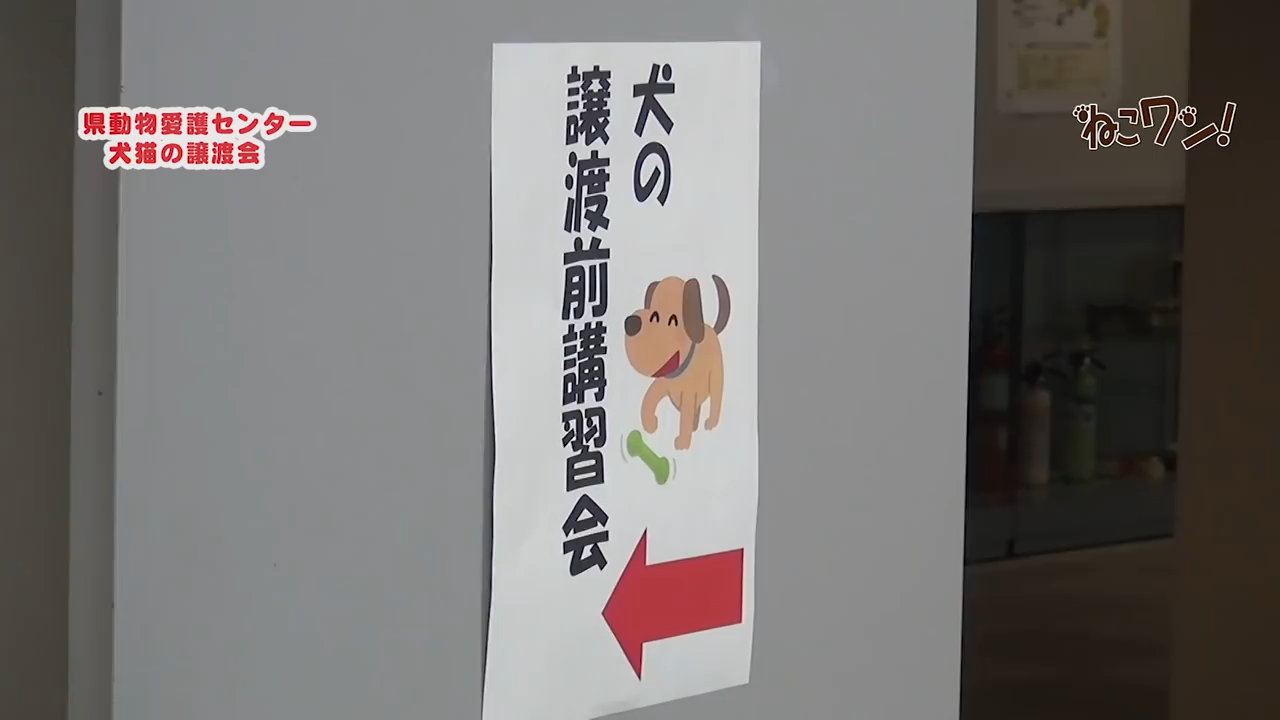 県動物愛護センター
犬猫の譲渡会
ねこワン!
犬の
譲渡前講習会